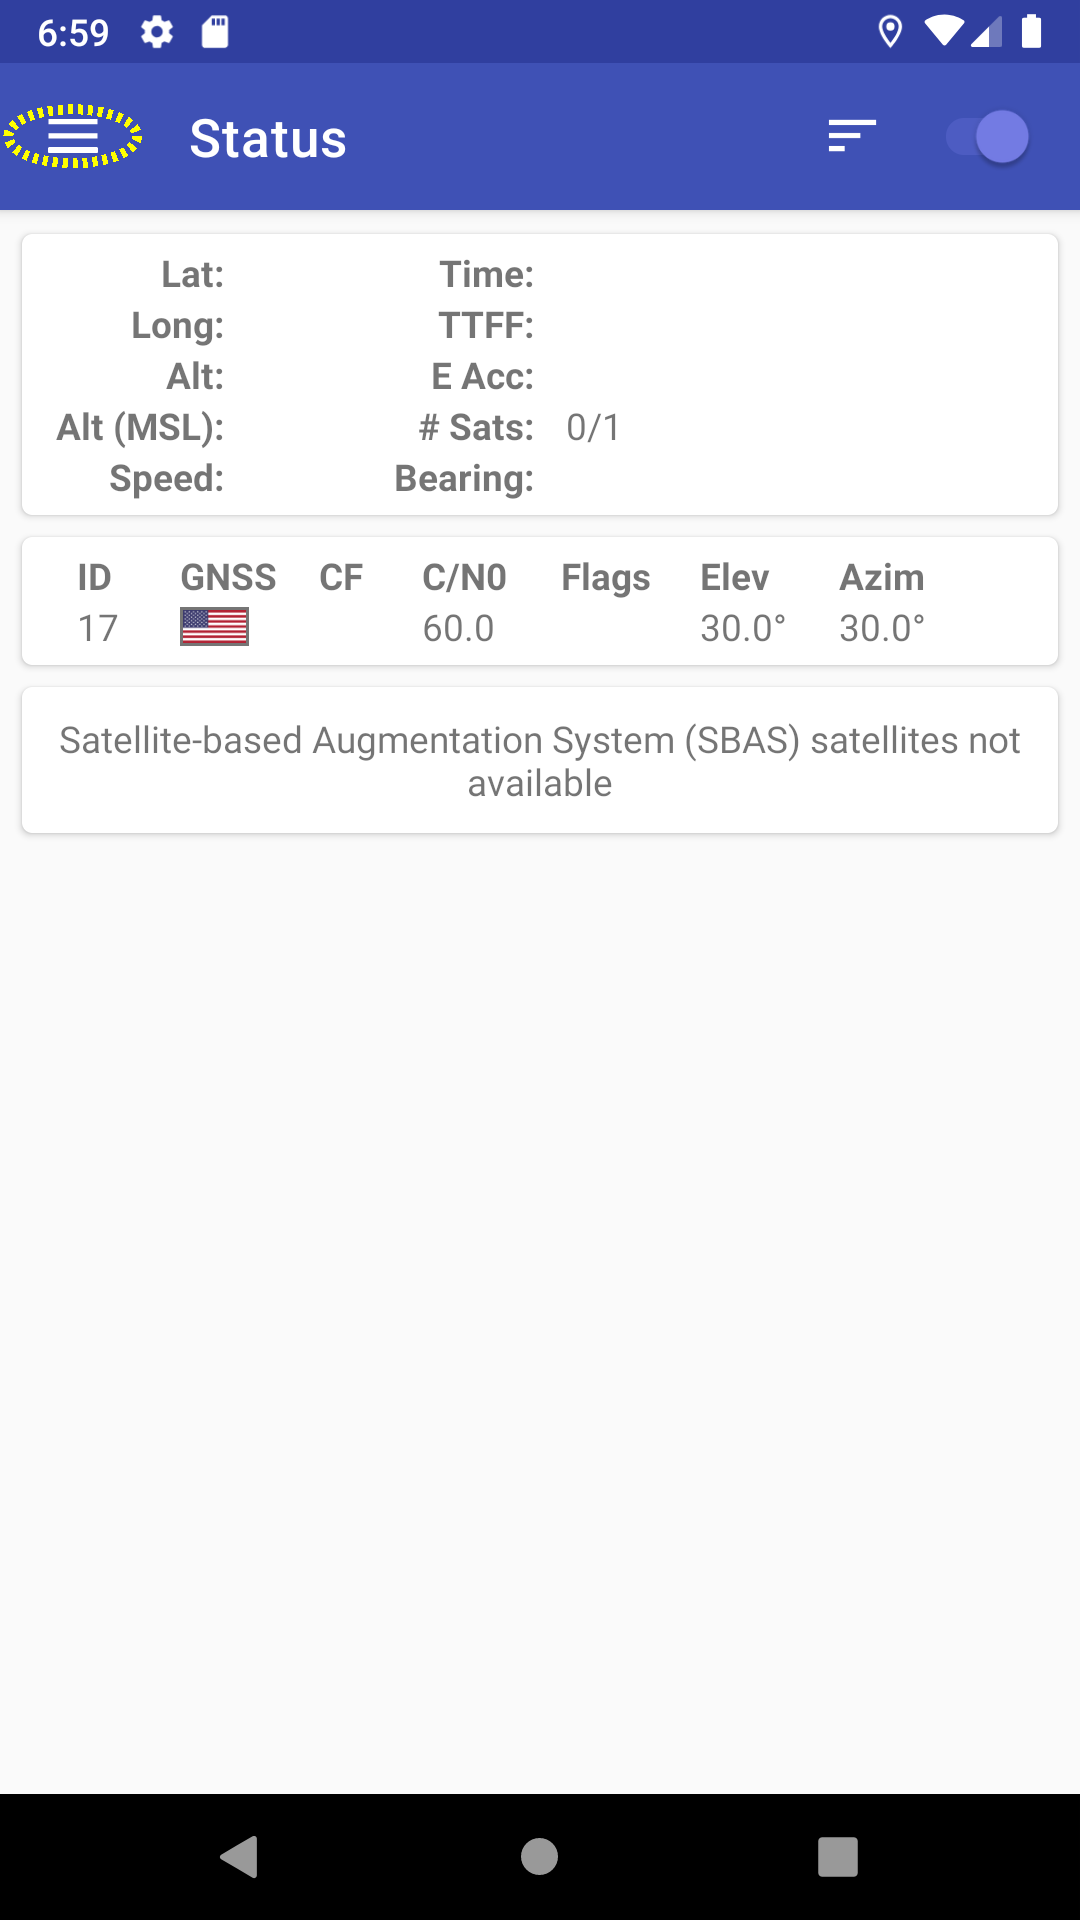 6:59
Status
Lat: Time:
Long: TTFF:
Alt: E Acc:
Alt (MSL): # Sats: 0/1
Speed: Bearing:
ID GNSS CF C/N0 Flags Elev Azim
17 60.0 30.0° 30.0°
Satellite-based Augmentation System (SBAS) satellites not
available